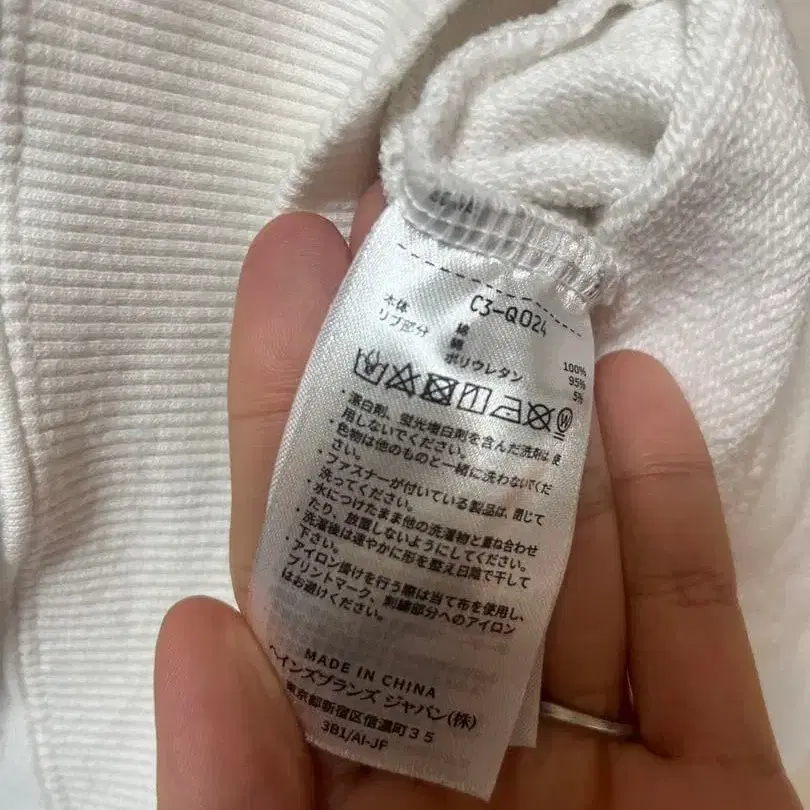 C3-Q024
本体 綿 100%
リブ部分 綿 95%
ポリウレタン 5%
・漂白剤、蛍光増白剤を含んだ洗剤は使
用しないでください。
・色物は他のものと一緒に洗わないでくだ
さい。
・ファスナーが付いている製品は、閉じて
洗ってください。
・水につけたまま他の洗濯物と重ね合わせ
たり、放置しないようにしてください。
・洗濯後は速やかに形を整え日陰で干して
下さい。
・アイロン掛けを行う際は当て布を使用し、
プリントマーク、刺繍部分へのアイロン
はお避けください。
MADE IN CHINA
ヘインズブランズ ジャパン(株)
東京都新宿区信濃町35
3B1/AI-JP